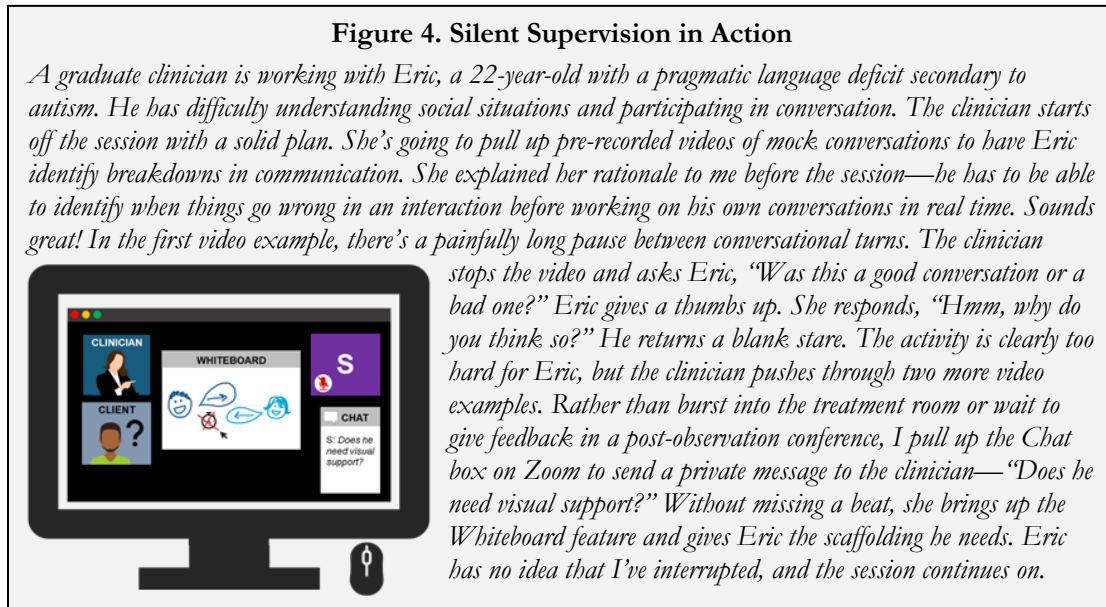 Figure 4. Silent Supervision in Action
A graduate clinician is working with Eric, a 22-year-old with a pragmatic language deficit secondary to
autism. He has difficulty understanding social situations and participating in conversation. The clinician starts
off the session with a solid plan. She’s going to pull up pre-recorded videos of mock conversations to have Eric
identify breakdowns in communication. She explained her rationale to me before the session—he has to be able
to identify when things go wrong in an interaction before working on his own conversations in real time. Sounds
great! In the first video example, there’s a painfully long pause between conversational turns. The clinician
stops the video and asks Eric, “Was this a good conversation or a
bad one?” Eric gives a thumbs up. She responds, “Hmm, why do
you think so?” He returns a blank stare. The activity is clearly too
hard for Eric, but the clinician pushes through two more video
examples. Rather than burst into the treatment room or wait to
give feedback in a post-observation conference, I pull up the Chat
box on Zoom to send a private message to the clinician—“Does he
need visual support?” Without missing a beat, she brings up the
Whiteboard feature and gives Eric the scaffolding he needs. Eric
has no idea that I’ve interrupted, and the session continues on.
CLINICIAN
WHITEBOARD
S
CLIENT
?
CHAT
S: Does he
need visual
support?